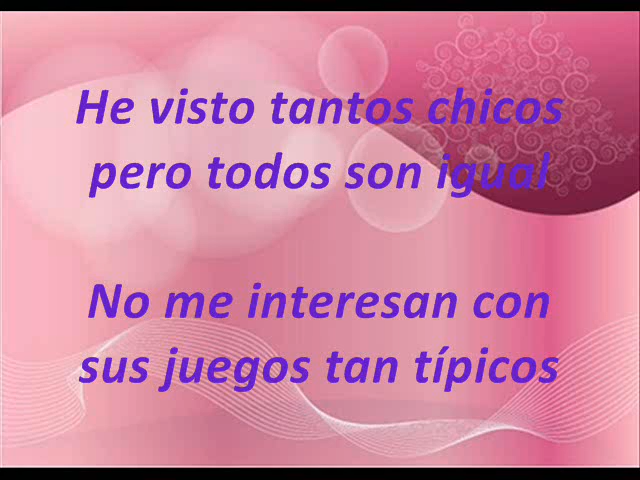 He visto tantos chicos
pero todos son igual
No me interesan con
sus juegos tan típicos